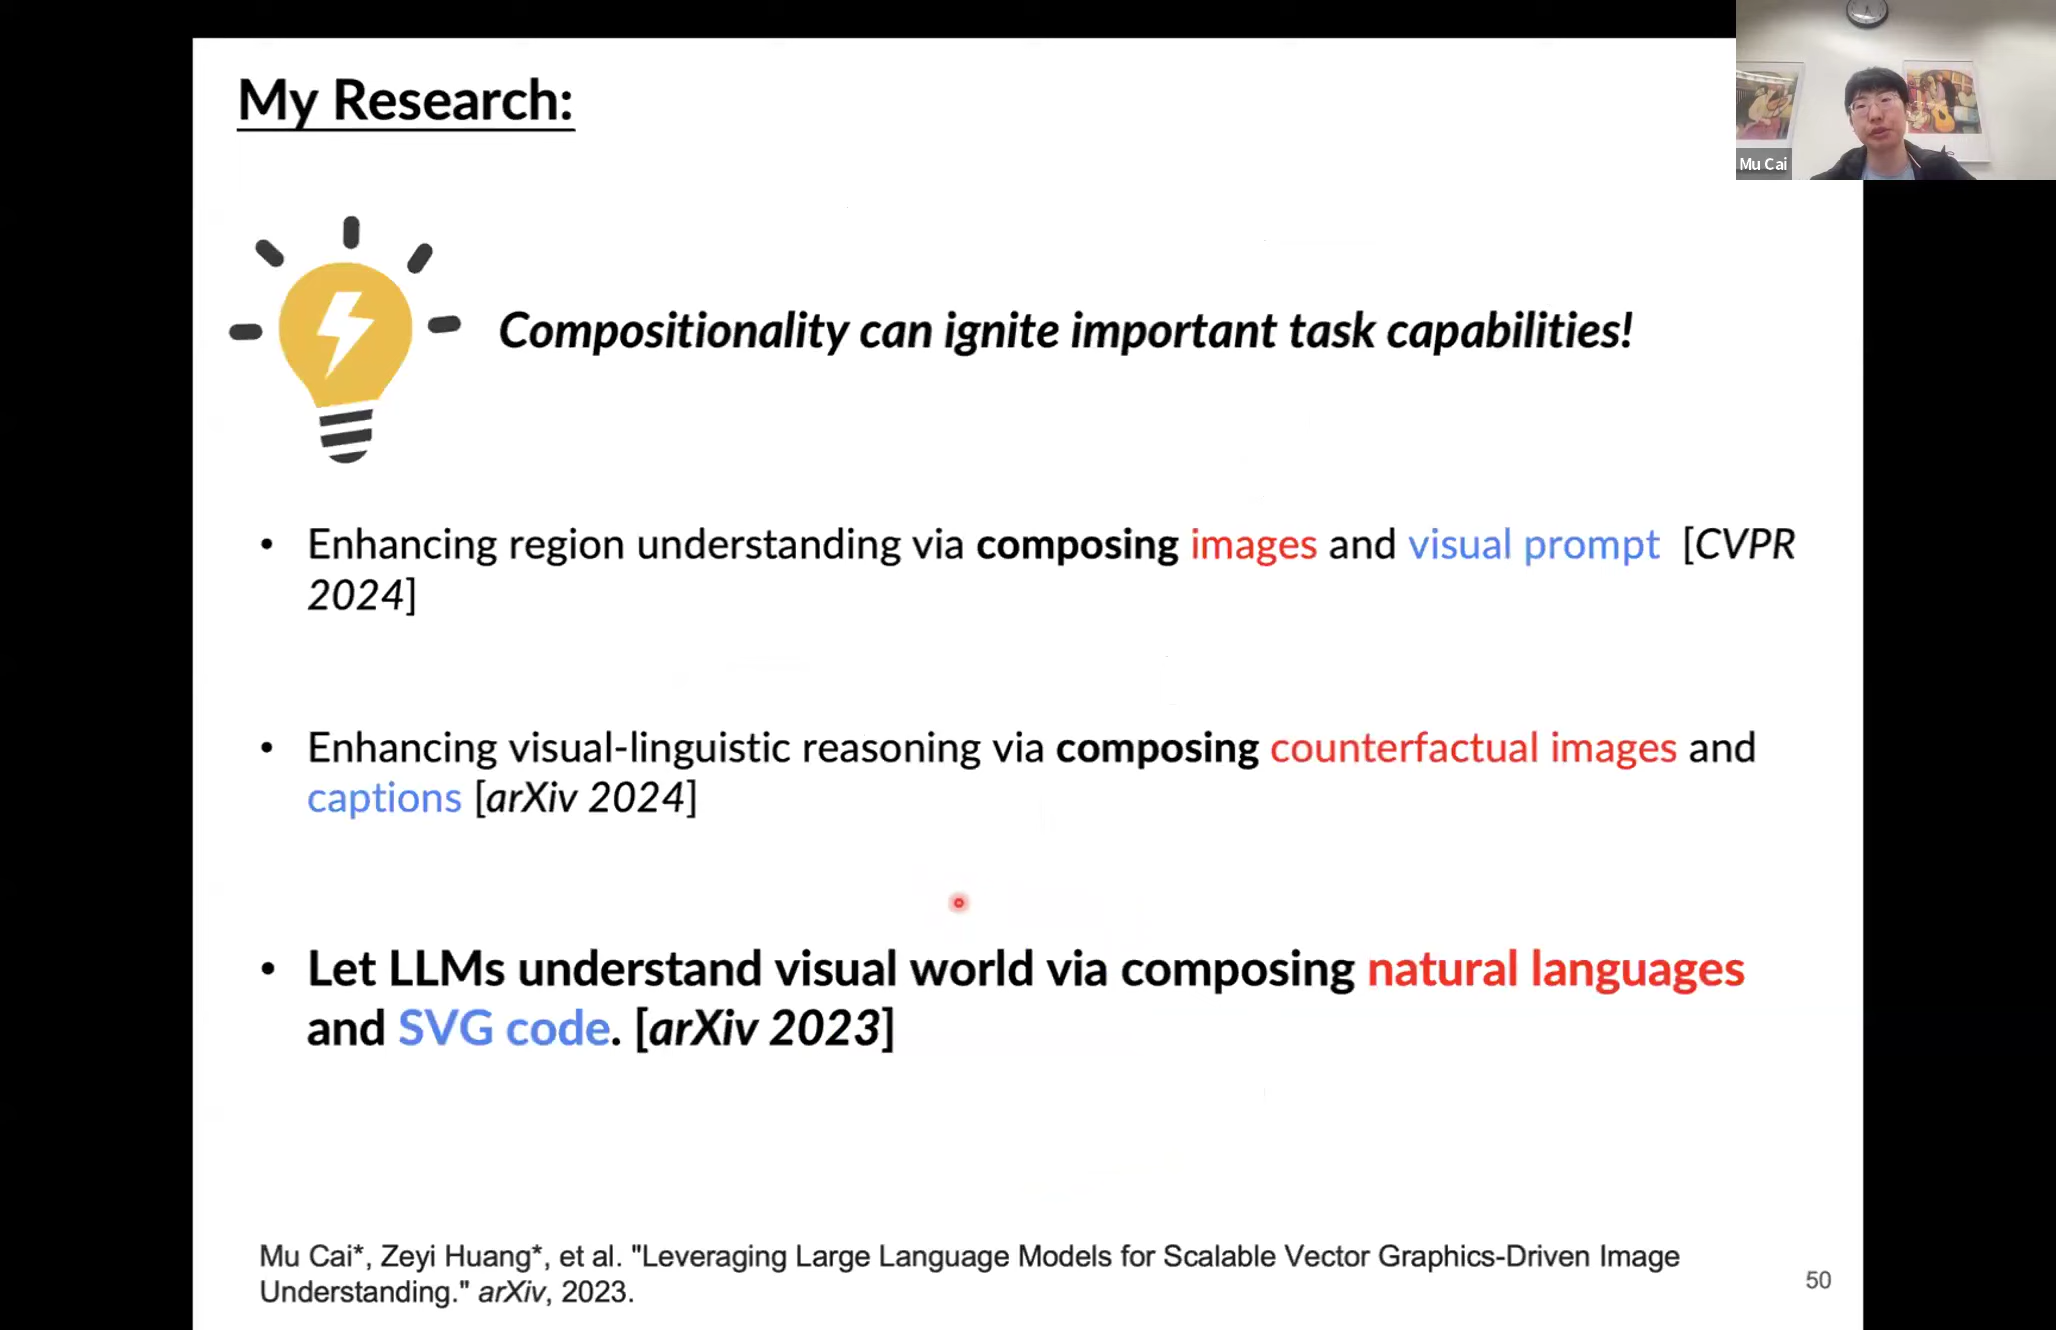 My Research:
Mu Cai
Compositionality can ignite important task capabilities!
• Enhancing region understanding via composing images and visual prompt [CVPR
2024]
• Enhancing visual-linguistic reasoning via composing counterfactual images and
captions [arXiv 2024]
• Let LLMs understand visual world via composing natural languages
and SVG code. [arXiv 2023]
Mu Cai*, Zeyi Huang*, et al. "Leveraging Large Language Models for Scalable Vector Graphics-Driven Image
Understanding." arXiv, 2023.
50